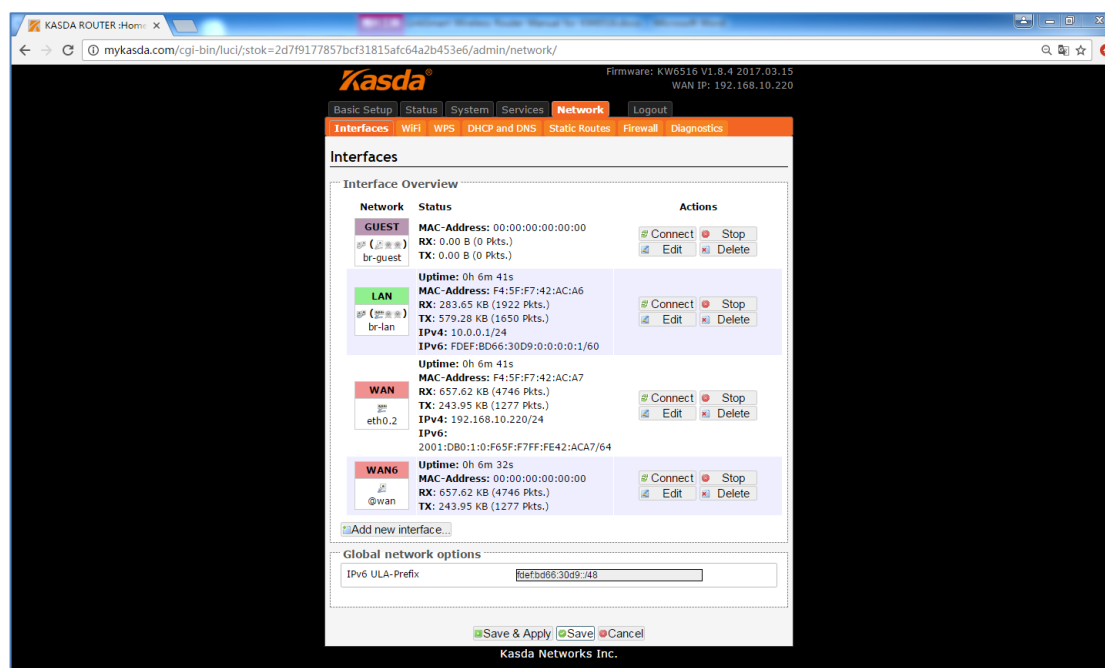 KASDA ROUTER :Home
mykasda.com/cgi-bin/luci/;stok=2d7f9177857bcf31815afc64a2b453e6/admin/network/
Kasda®
Firmware: KW6516 V1.8.4 2017.03.15
WAN IP: 192.168.10.220
Basic Setup Status System Services Network Logout
Interfaces WiFi WPS DHCP and DNS Static Routes Firewall Diagnostics
Interfaces
Interface Overview
Network Status Actions
GUEST
br-guest
MAC-Address: 00:00:00:00:00:00
RX: 0.00 B (0 Pkts.)
TX: 0.00 B (0 Pkts.)
Connect Stop
Edit Delete
LAN
br-lan
Uptime: 0h 6m 41s
MAC-Address: F4:5F:F7:42:AC:A6
RX: 283.65 KB (1922 Pkts.)
TX: 579.28 KB (1650 Pkts.)
IPv4: 10.0.0.1/24
IPv6: FDEF:BD66:30D9:0:0:0:0:1/60
Connect Stop
Edit Delete
WAN
eth0.2
Uptime: 0h 6m 41s
MAC-Address: F4:5F:F7:42:AC:A7
RX: 657.62 KB (4746 Pkts.)
TX: 243.95 KB (1277 Pkts.)
IPv4: 192.168.10.220/24
IPv6:
2001:DB0:1:0:F65F:F7FF:FE42:ACA7/64
Connect Stop
Edit Delete
WAN6
@wan
Uptime: 0h 6m 32s
MAC-Address: 00:00:00:00:00:00
RX: 657.62 KB (4746 Pkts.)
TX: 243.95 KB (1277 Pkts.)
Connect Stop
Edit Delete
Add new interface...
Global network options
IPv6 ULA-Prefix
fdef:bd66:30d9::/48
Save & Apply Save Cancel
Kasda Networks Inc.